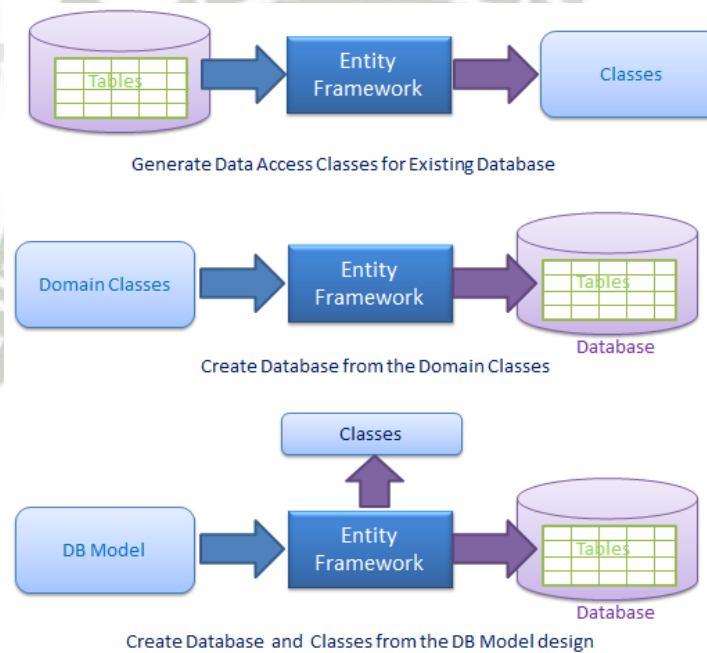 Tables
Entity
Framework
Classes
Generate Data Access Classes for Existing Database
Domain Classes
Entity
Framework
Tables
Database
Create Database from the Domain Classes
Classes
DB Model
Entity
Framework
Tables
Database
Create Database and Classes from the DB Model design